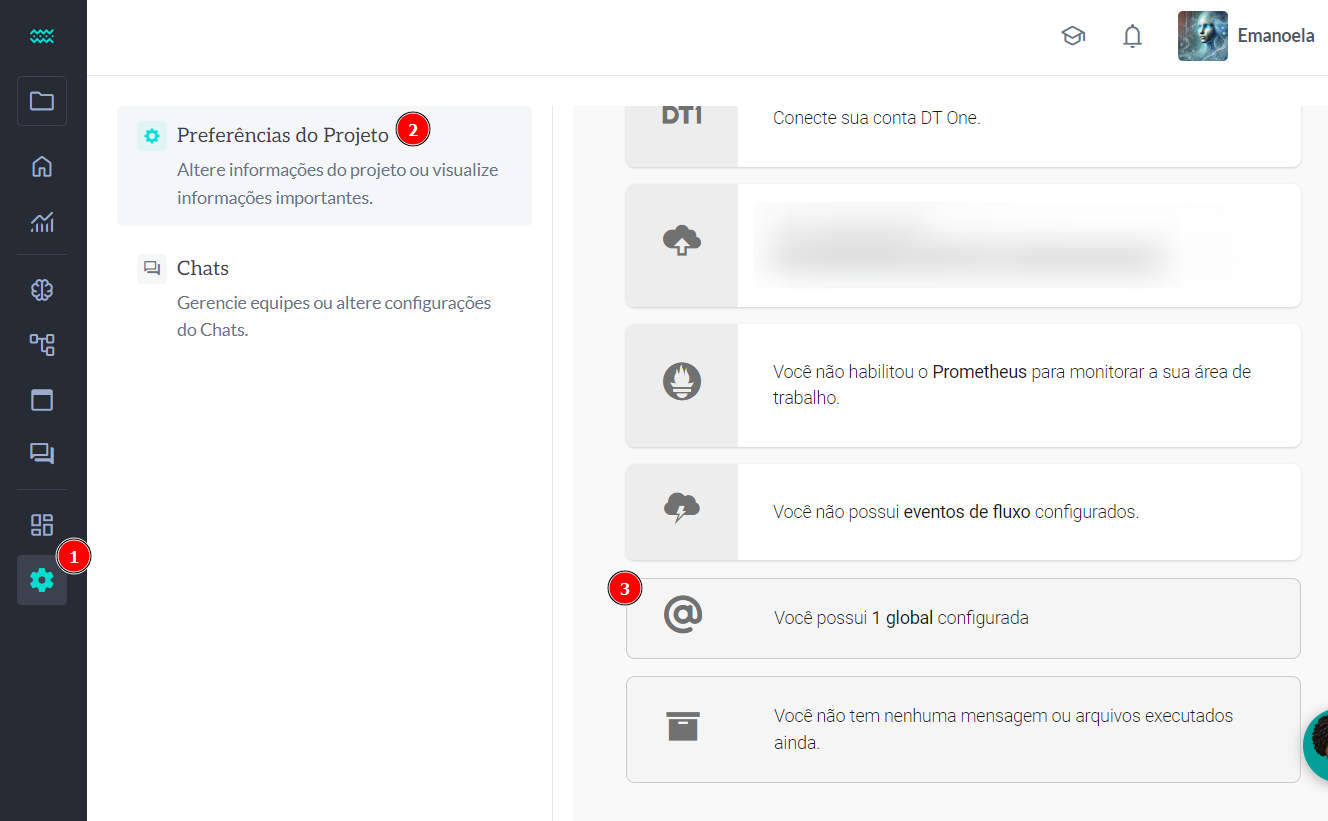 Emanoela
Preferências do Projeto
2
Altere informações do projeto ou visualize
informações importantes.
Chats
Gerencie equipes ou altere configurações
do Chats.
1
DT1
Conecte sua conta DT One.
Você não habilitou o Prometheus para monitorar a sua área de
trabalho.
Você não possui eventos de fluxo configurados.
3
@
Você possui 1 global configurada
Você não tem nenhuma mensagem ou arquivos executados
ainda.